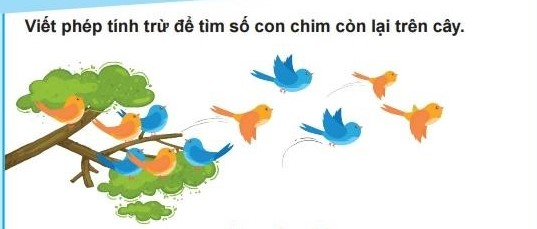 Viết phép tính trừ để tìm số con chim còn lại trên cây.